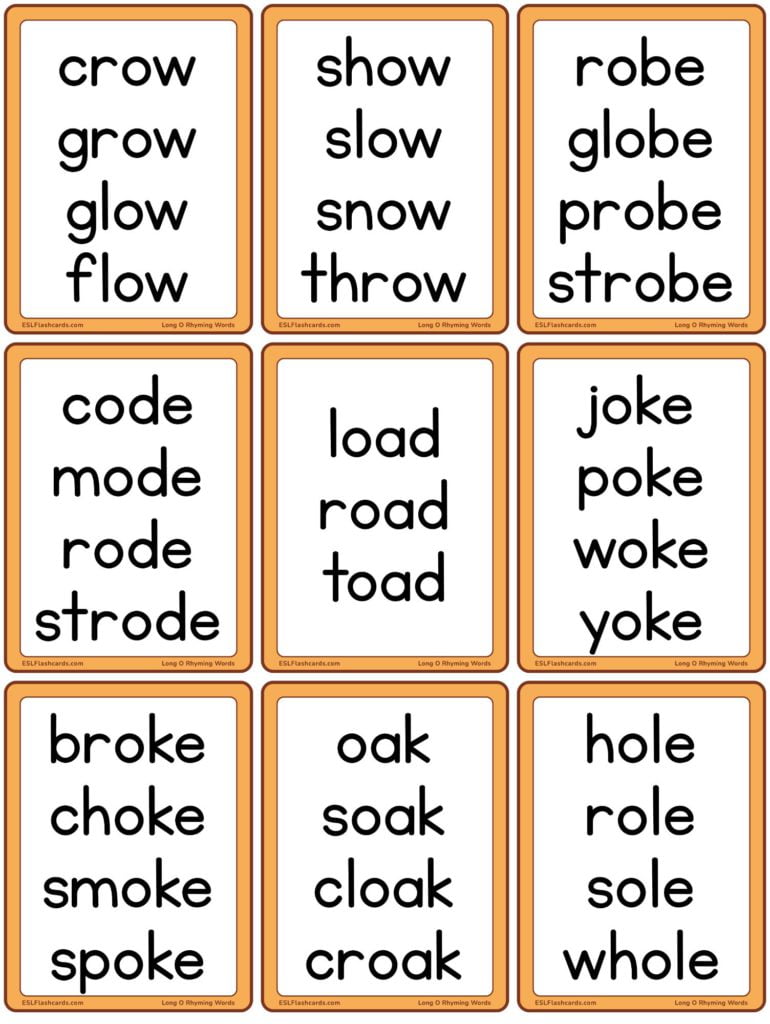 crow
grow
glow
flow
ESLFlashcards.com Long O Rhyming Words
show
slow
snow
throw
ESLFlashcards.com Long O Rhyming Words
robe
globe
probe
strobe
ESLFlashcards.com Long O Rhyming Words
code
mode
rode
strode
ESLFlashcards.com Long O Rhyming Words
load
road
toad
ESLFlashcards.com Long O Rhyming Words
joke
poke
woke
yoke
ESLFlashcards.com Long O Rhyming Words
broke
choke
smoke
spoke
ESLFlashcards.com Long O Rhyming Words
oak
soak
cloak
croak
ESLFlashcards.com Long O Rhyming Words
hole
role
sole
whole
ESLFlashcards.com Long O Rhyming Words